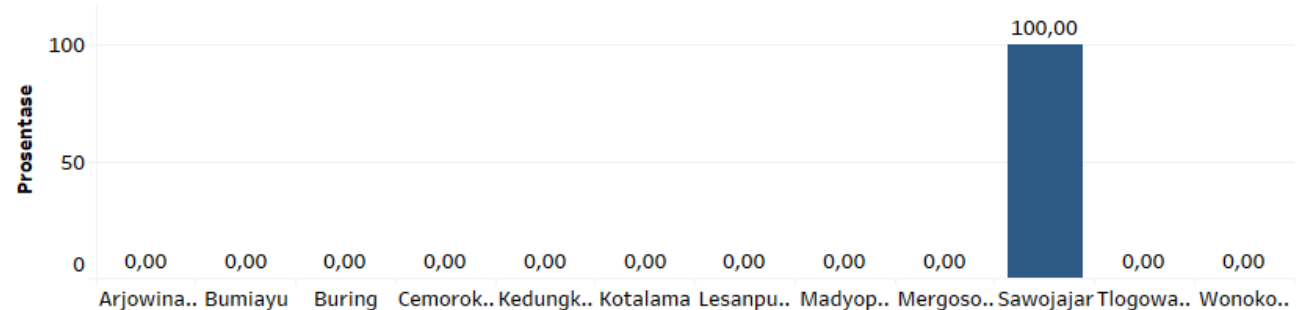 100,00
100
Prosentase
50
0
0,00 0,00 0,00 0,00 0,00 0,00 0,00 0,00 0,00 0,00 0,00
Arjowina.. Bumiayu Buring Cemorok.. Kedungk.. Kotalama Lesanpu.. Madyop.. Mergoso.. Sawojajar Tlogowa.. Wonoko..